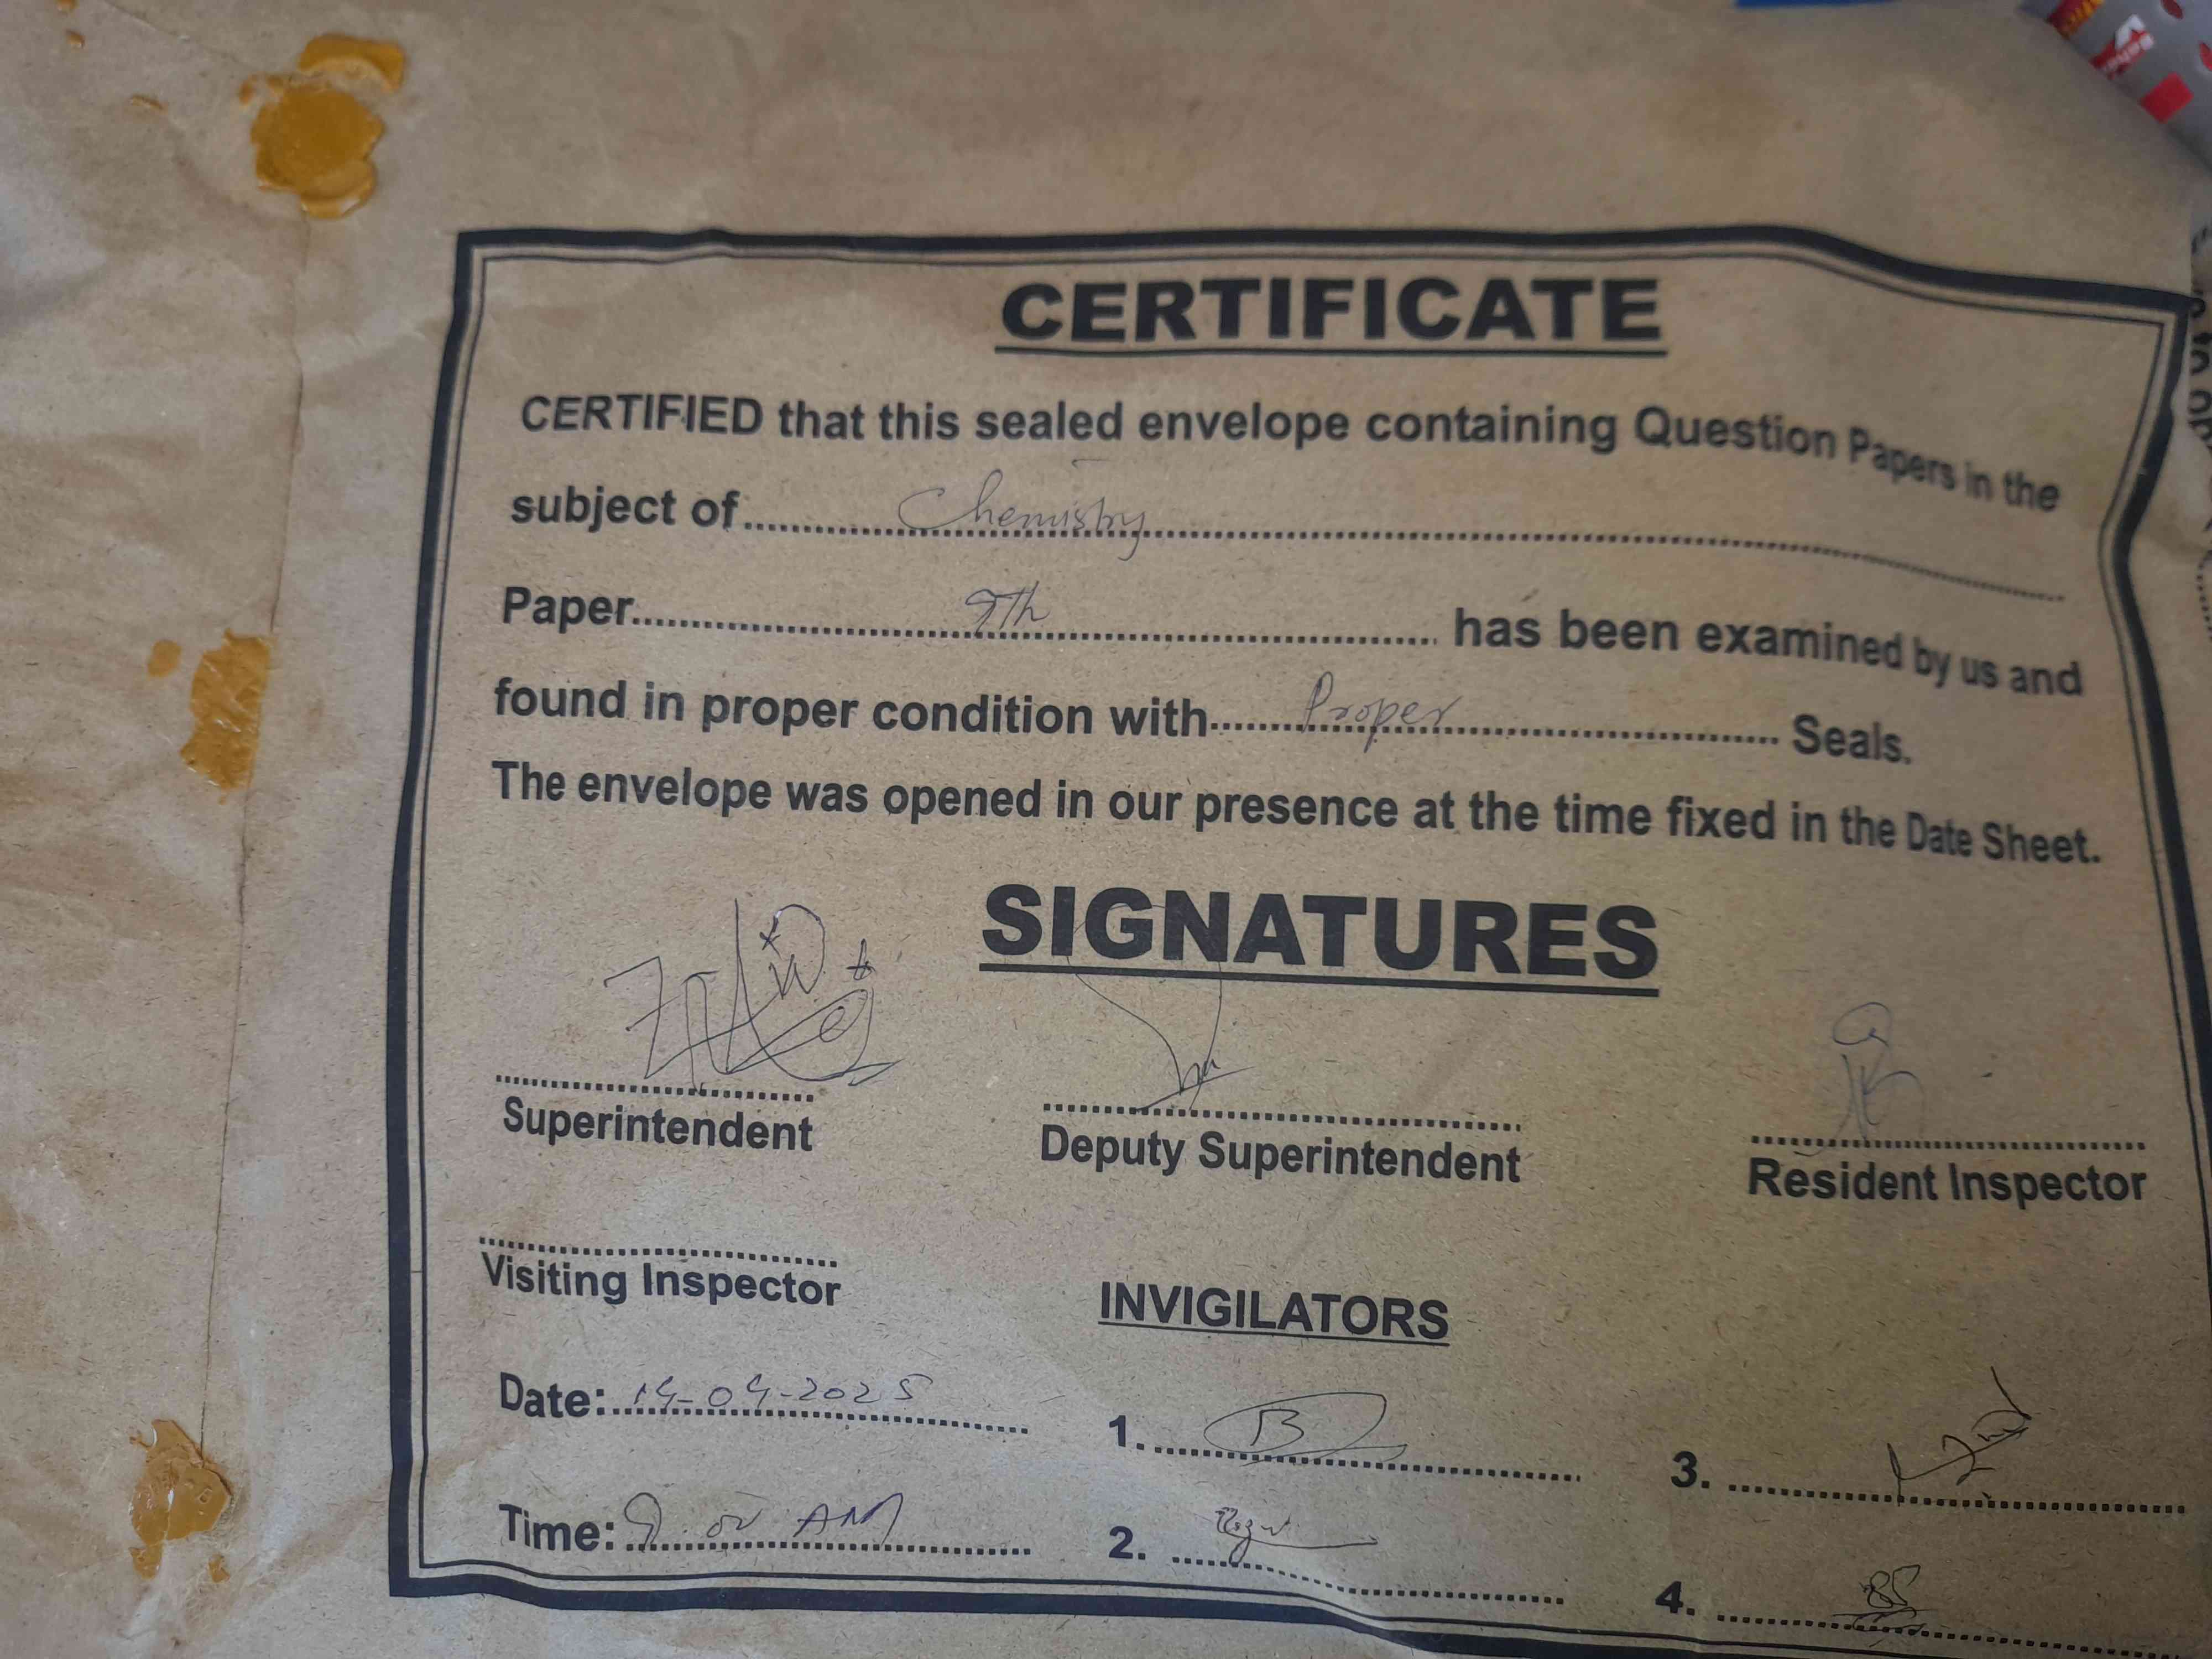 CERTIFICATE
CERTIFIED that this sealed envelope containing Question Papers in the
subject of........Chemistry........
Paper........9th........ has been examined by us and
found in proper condition with........Proper........ Seals.
The envelope was opened in our presence at the time fixed in the Date Sheet.
SIGNATURES
Superintendent
Deputy Superintendent
Resident Inspector
Visiting Inspector
INVIGILATORS
Date: 14-04-2025
1.
3.
Time: 9.00 AM
2.
4.